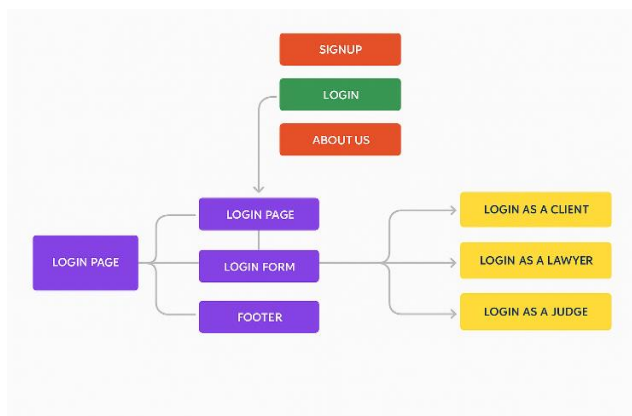 SIGNUP
LOGIN
ABOUT US
LOGIN PAGE
LOGIN PAGE
LOGIN FORM
FOOTER
LOGIN AS A CLIENT
LOGIN AS A LAWYER
LOGIN AS A JUDGE